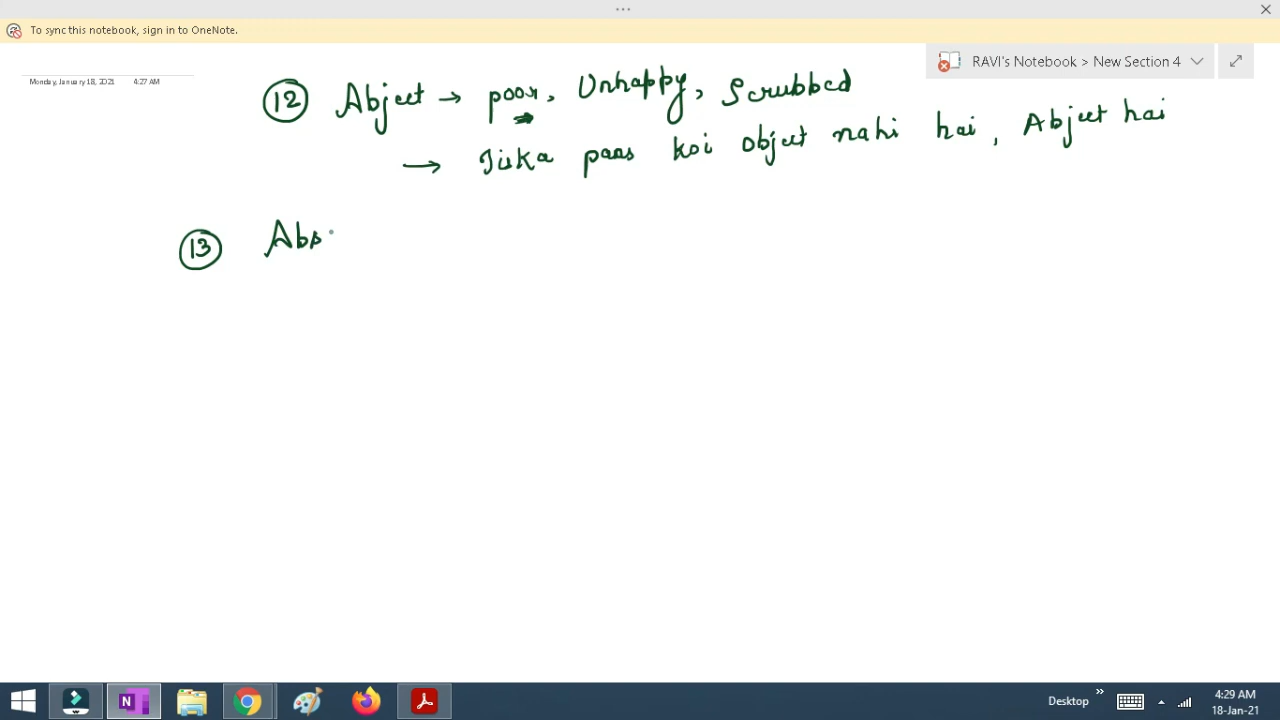 To sync this notebook, sign in to OneNote.
Monday, January 18, 2021 4:27 AM
RAVI's Notebook > New Section 4
12 Abject → poor, Unhappy, Scrubbed
→ Jiska paas koi object nahi hai, Abject hai
13 Abs
Desktop
4:29 AM
18-Jan-21